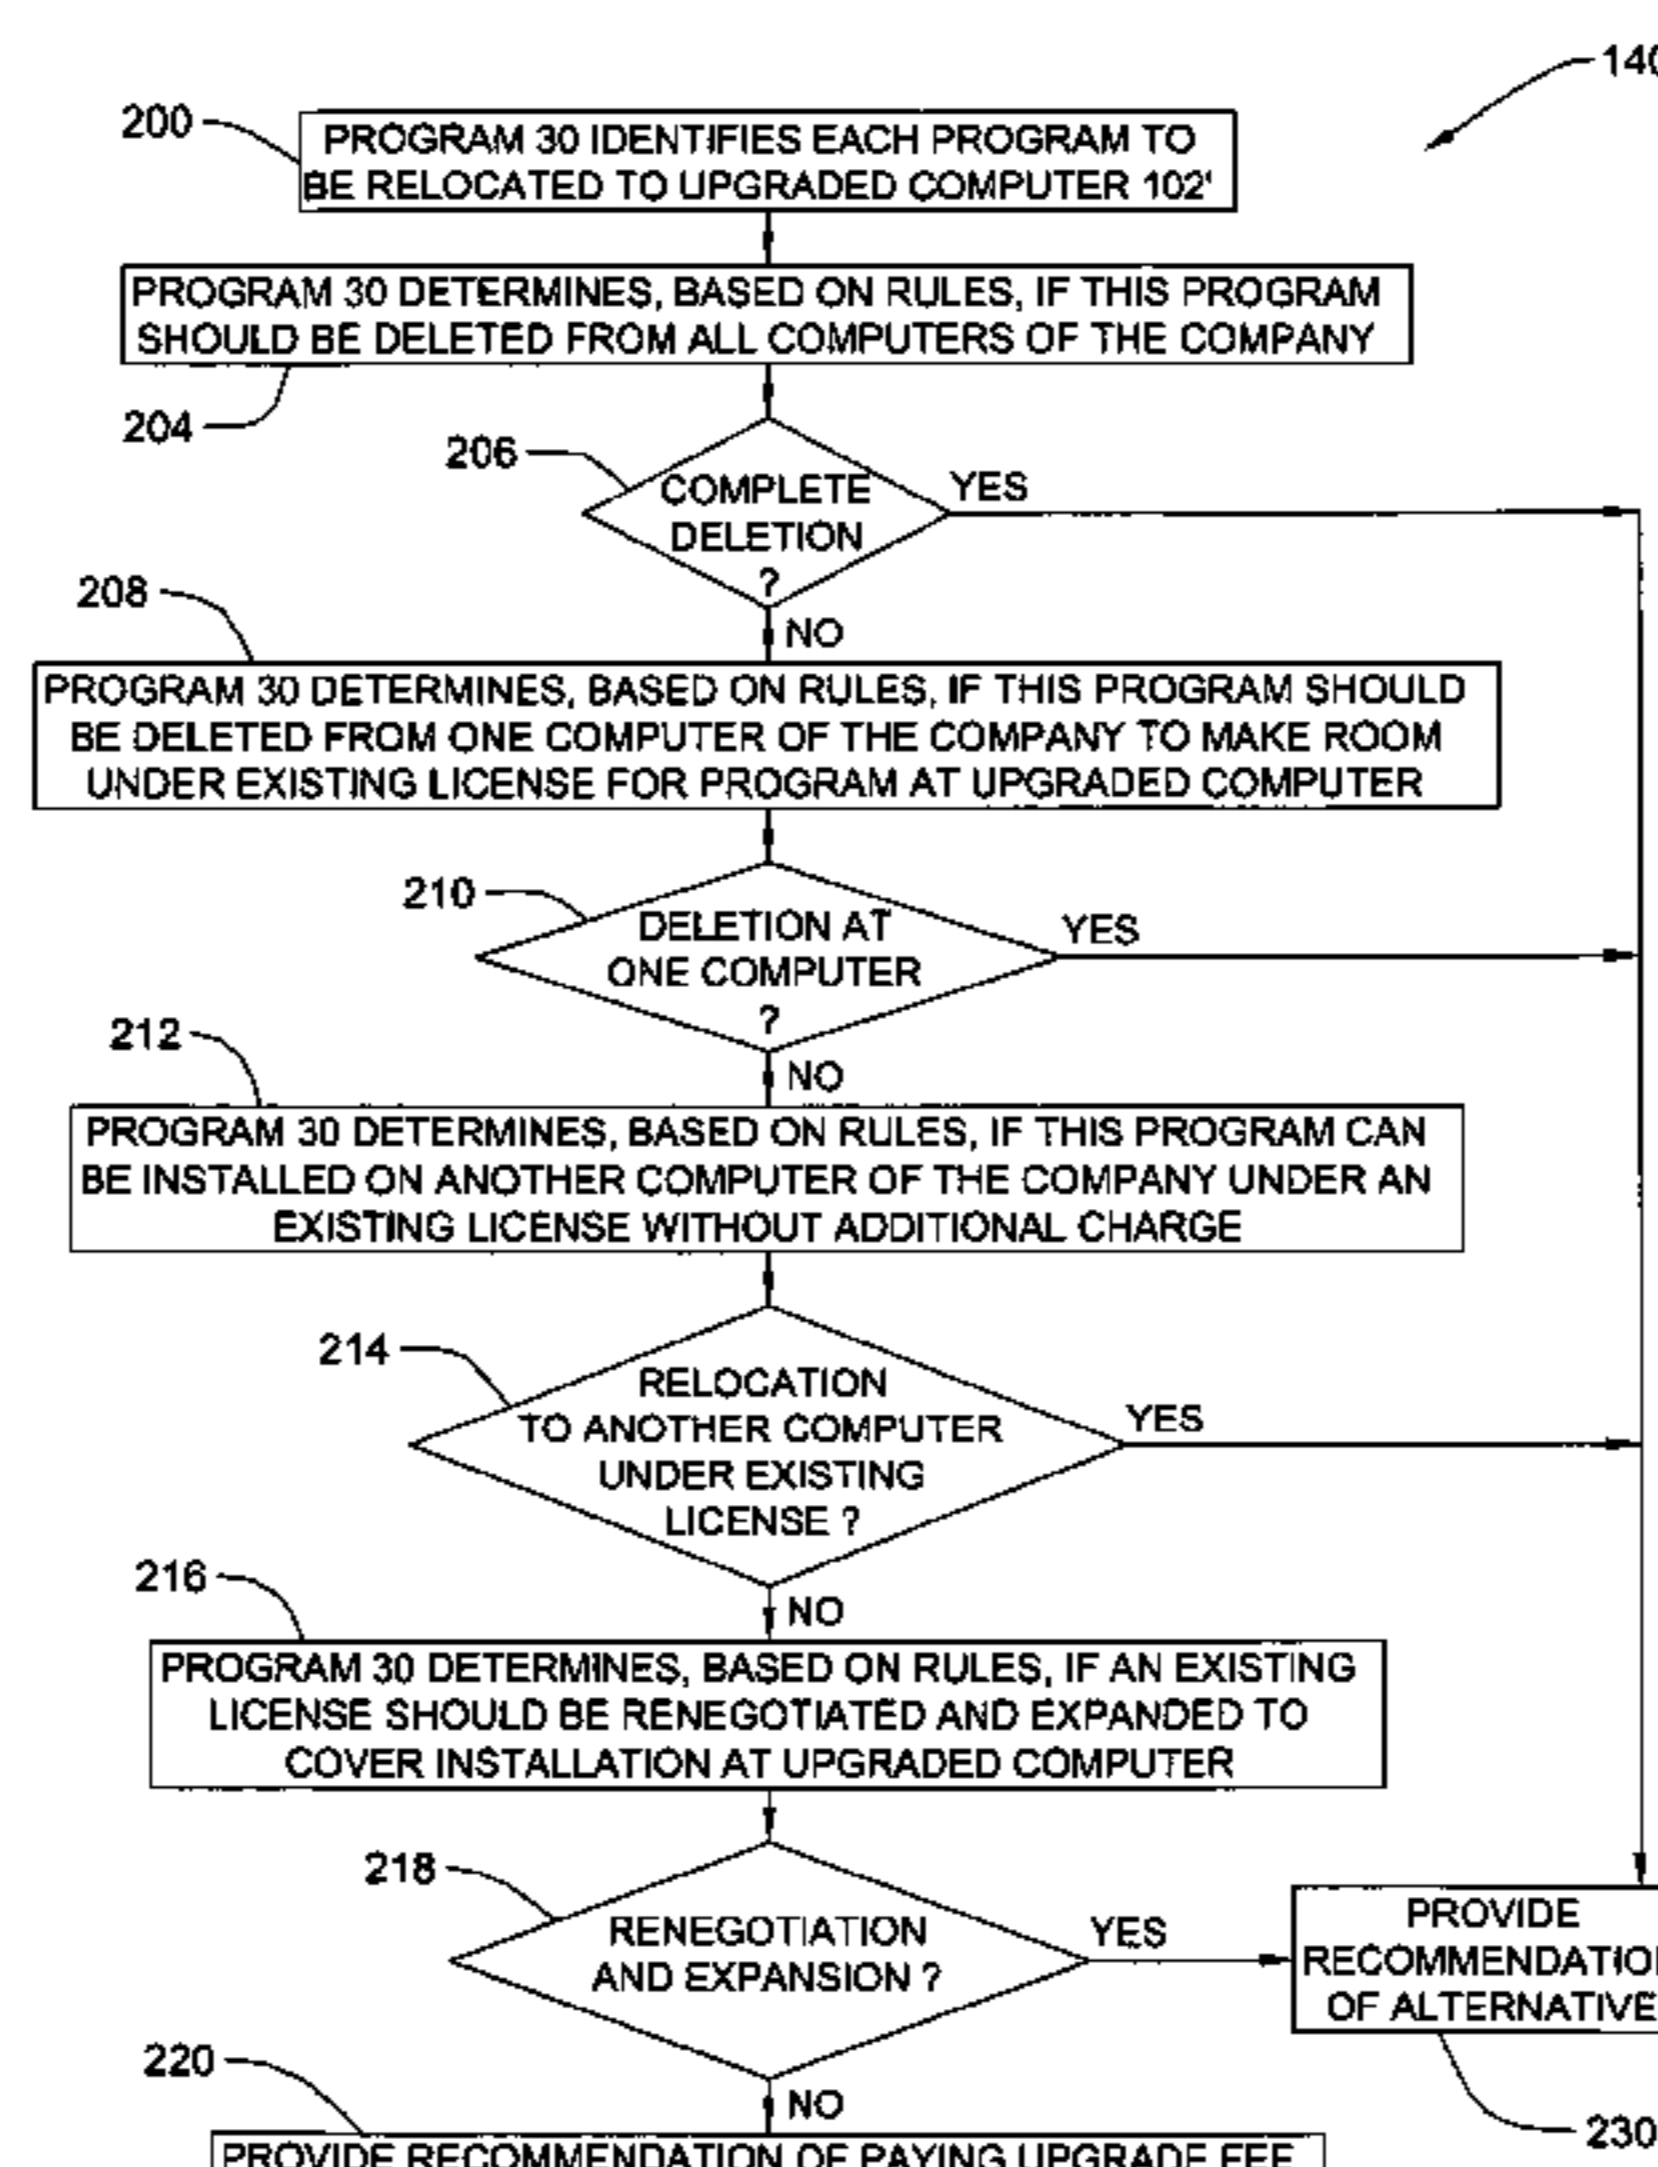 140
200
PROGRAM 30 IDENTIFIES EACH PROGRAM TO
BE RELOCATED TO UPGRADED COMPUTER 102'
PROGRAM 30 DETERMINES, BASED ON RULES, IF THIS PROGRAM
SHOULD BE DELETED FROM ALL COMPUTERS OF THE COMPANY
204
206
COMPLETE
DELETION
?
YES
NO
208
PROGRAM 30 DETERMINES, BASED ON RULES, IF THIS PROGRAM SHOULD
BE DELETED FROM ONE COMPUTER OF THE COMPANY TO MAKE ROOM
UNDER EXISTING LICENSE FOR PROGRAM AT UPGRADED COMPUTER
210
DELETION AT
ONE COMPUTER
?
YES
NO
212
PROGRAM 30 DETERMINES, BASED ON RULES, IF THIS PROGRAM CAN
BE INSTALLED ON ANOTHER COMPUTER OF THE COMPANY UNDER AN
EXISTING LICENSE WITHOUT ADDITIONAL CHARGE
214
RELOCATION
TO ANOTHER COMPUTER
UNDER EXISTING
LICENSE ?
YES
NO
216
PROGRAM 30 DETERMINES, BASED ON RULES, IF AN EXISTING
LICENSE SHOULD BE RENEGOTIATED AND EXPANDED TO
COVER INSTALLATION AT UPGRADED COMPUTER
218
RENEGOTIATION
AND EXPANSION ?
YES
NO
PROVIDE
RECOMMENDATION
OF ALTERNATIVE
230
220
PROVIDE RECOMMENDATION OF PAYING UPGRADE FEE